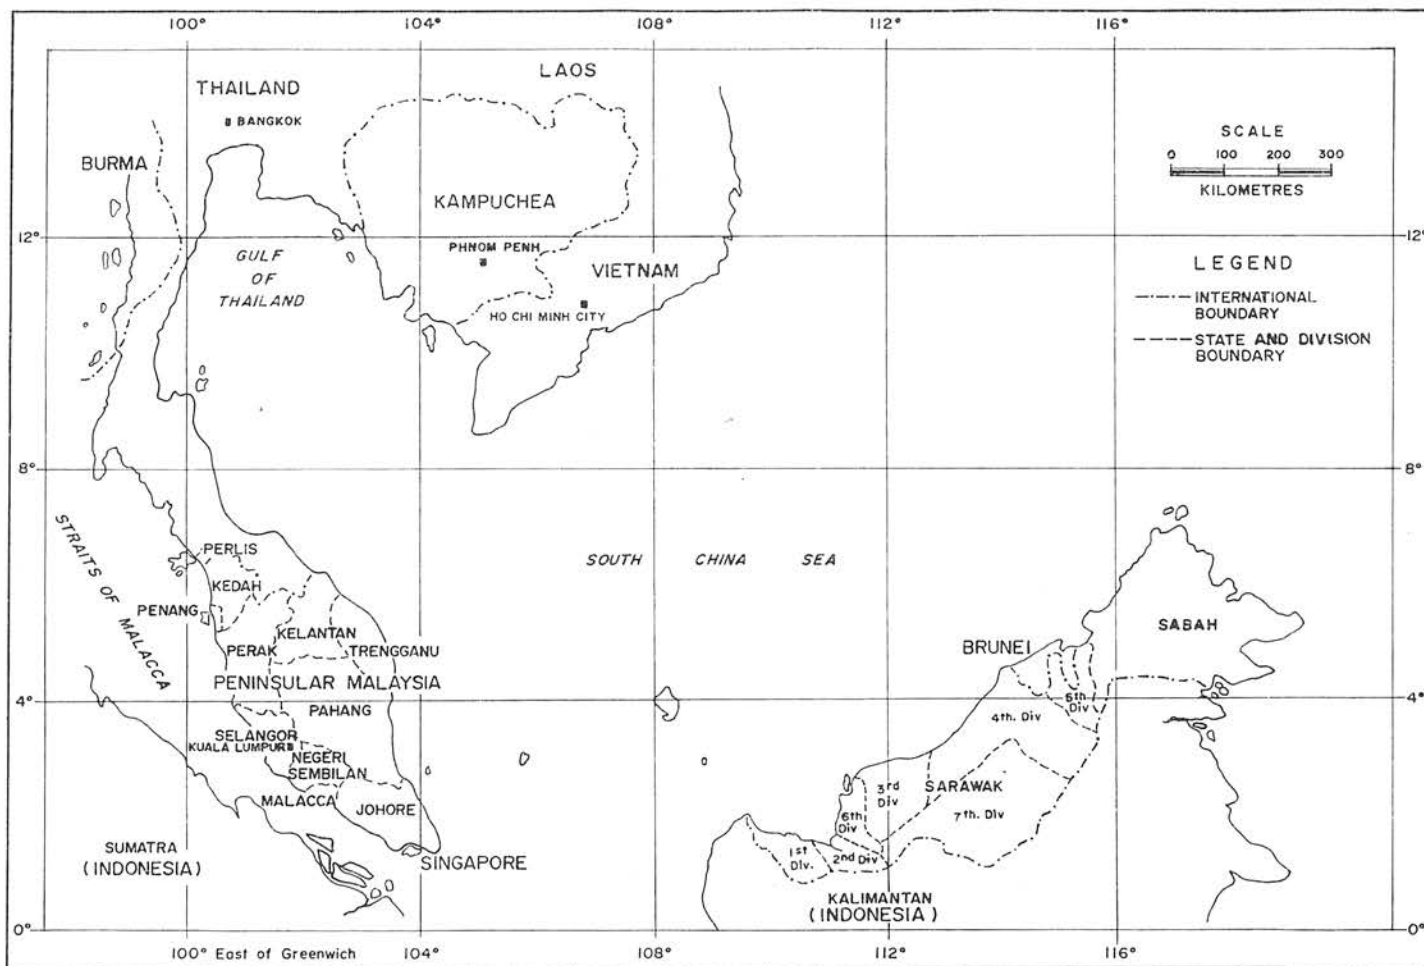 100°
104°
108°
112°
116°
LAOS
THAILAND
BANGKOK
BURMA
KAMPUCHEA
PHNOM PENH
VIETNAM
HO CHI MINH CITY
GULF
OF
THAILAND
SCALE
0 100 200 300
KILOMETRES
LEGEND
INTERNATIONAL
BOUNDARY
STATE AND DIVISION
BOUNDARY
12°
12°
8°
8°
STRAITS OF MALACCA
SOUTH CHINA SEA
PERLIS
KEDAH
PENANG
KELANTAN
PERAK
TRENGGANU
PENINSULAR MALAYSIA
PAHANG
SELANGOR
KUALA LUMPUR
NEGERI
SEMBILAN
MALACCA
JOHORE
SINGAPORE
SUMATRA
(INDONESIA)
SABAH
BRUNEI
5th
Div
4th. Div
SARAWAK
3rd
Div
7th. Div
6th
Div
1st
Div.
2nd Div
KALIMANTAN
(INDONESIA)
4°
4°
0°
0°
100° East of Greenwich
104°
108°
112°
116°